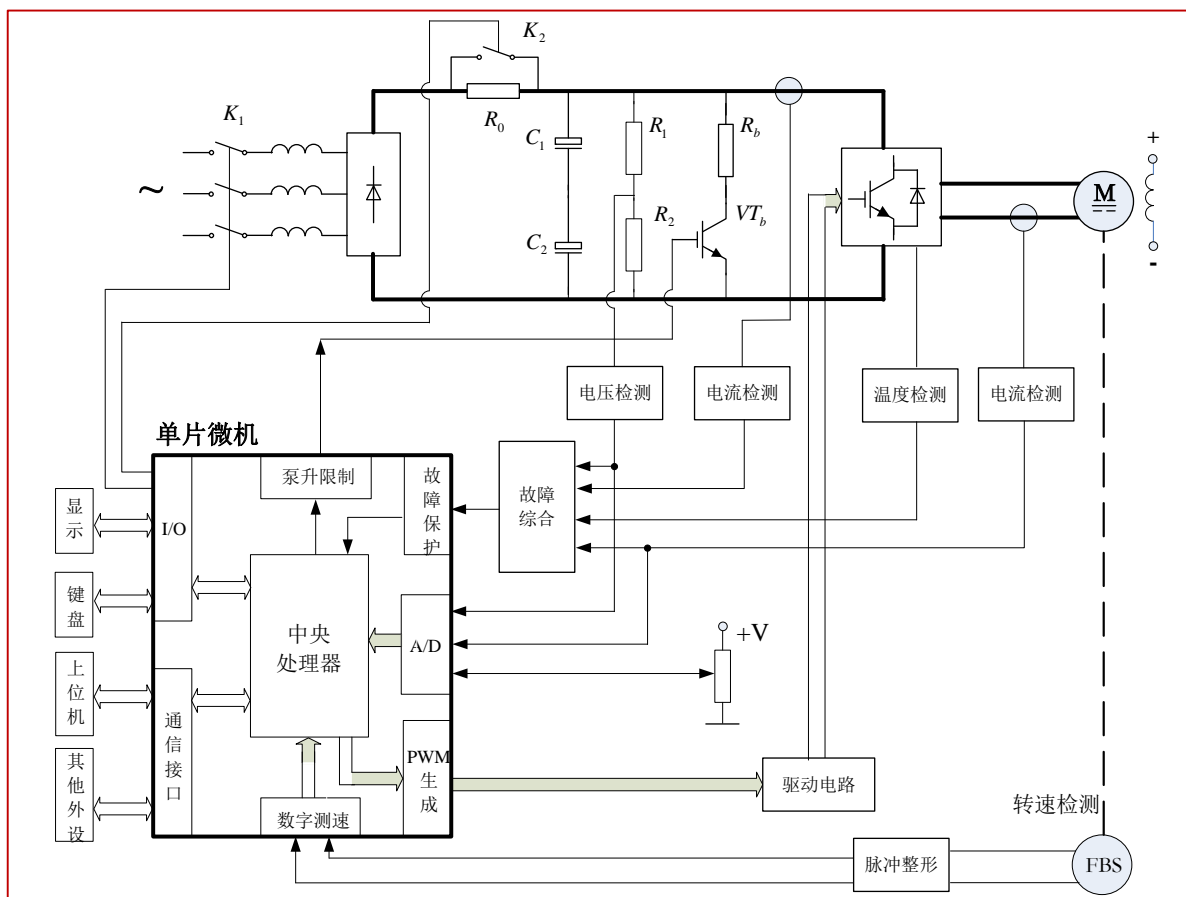 K2
K1
R0
C1
R1
Rb
+
~
M
R2
VTb
C2
-
电压检测
电流检测
温度检测
电流检测
单片微机
泵升限制
故障保护
故障
综合
显示
I/O
键盘
中央
处理器
A/D
+V
上位机
通信接口
PWM
生成
其他外设
驱动电路
数字测速
转速检测
脉冲整形
FBS